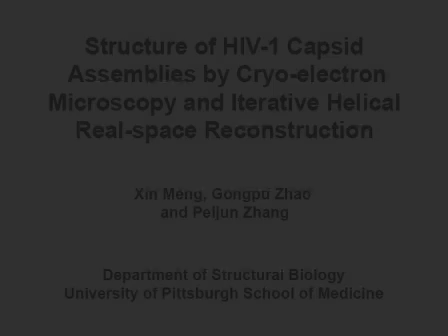 Structure of HIV-1 Capsid
Assemblies by Cryo-electron
Microscopy and Iterative Helical
Real-space Reconstruction
Xin Meng, Gongpu Zhao
and Peijun Zhang
Department of Structural Biology
University of Pittsburgh School of Medicine